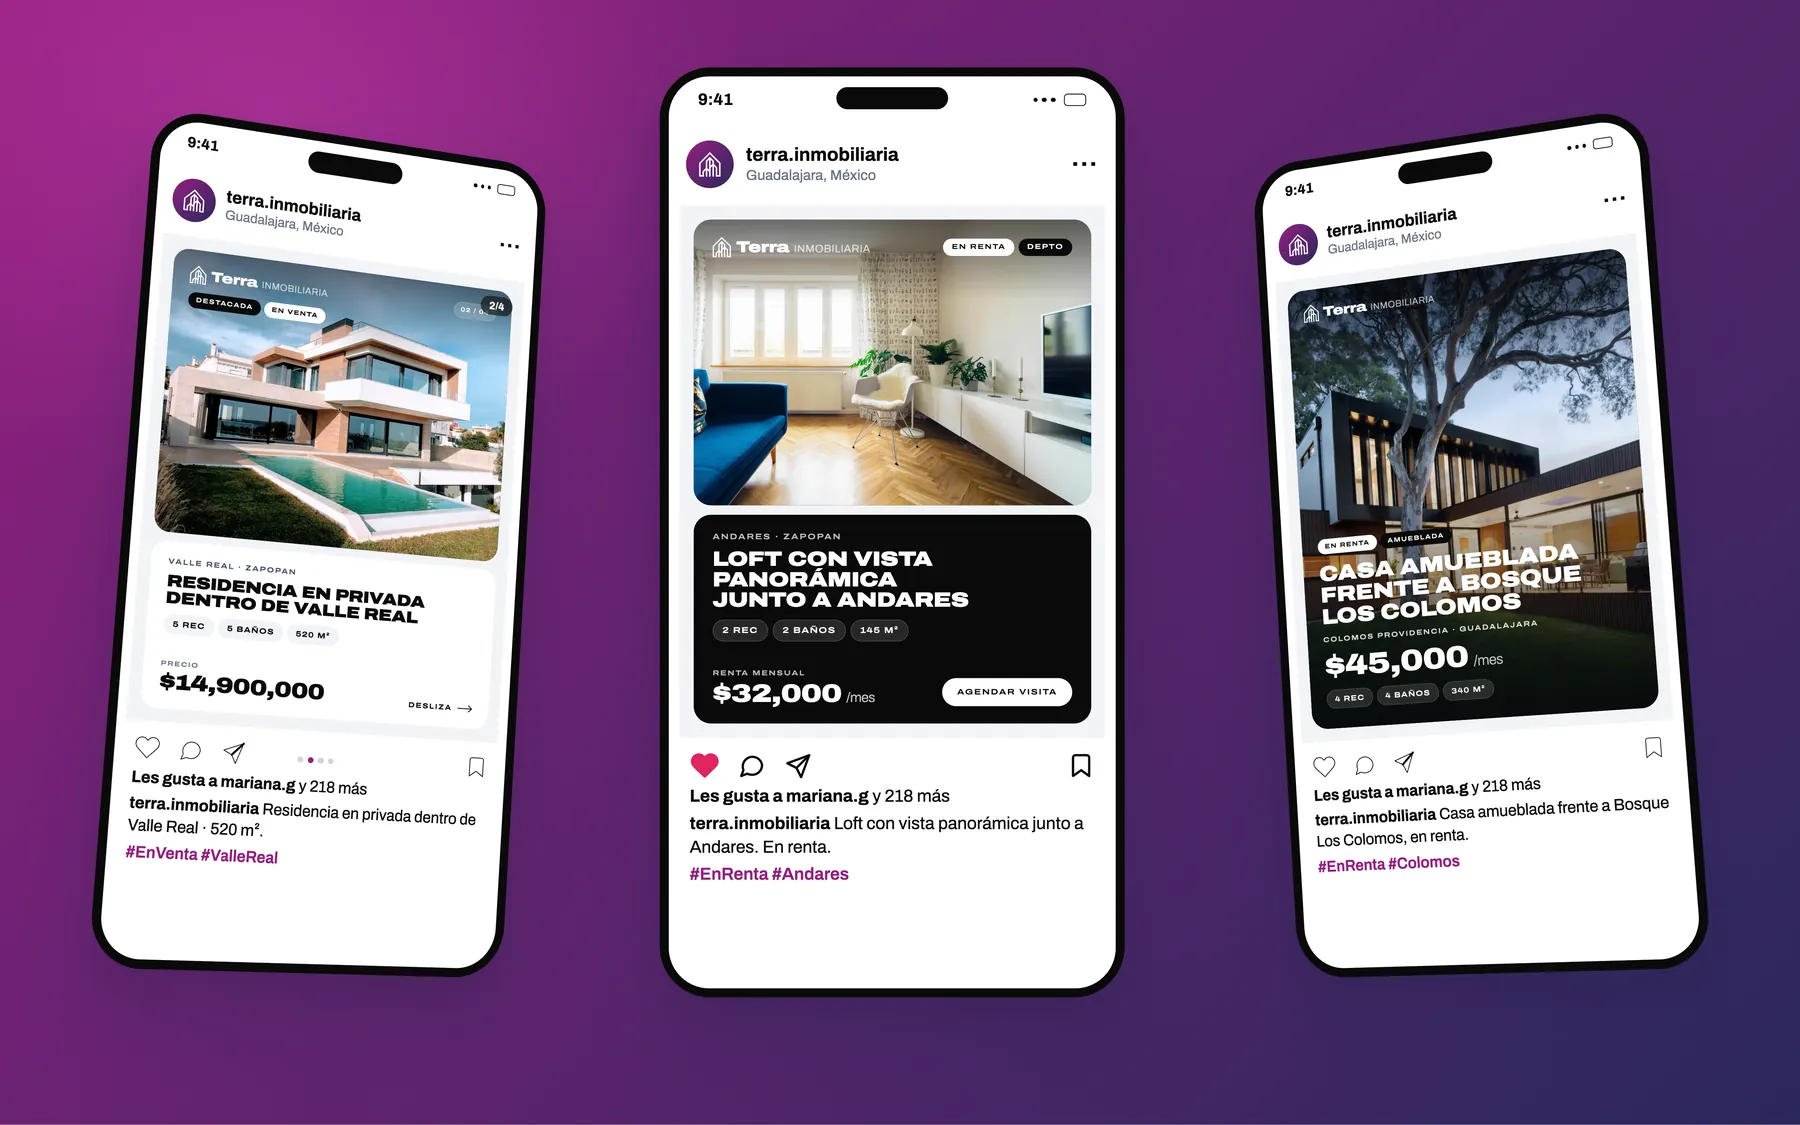 9:41
terra.inmobiliaria
Guadalajara, México
Terra INMOBILIARIA
DESTACADA
EN VENTA
02 / 0
2/4
VALLE REAL · ZAPOPAN
RESIDENCIA EN PRIVADA
DENTRO DE VALLE REAL
5 REC
5 BAÑOS
520 M²
PRECIO
$14,900,000
DESLIZA →
Les gusta a mariana.g y 218 más
terra.inmobiliaria Residencia en privada dentro de
Valle Real · 520 m².
#EnVenta #ValleReal
9:41
terra.inmobiliaria
Guadalajara, México
Terra INMOBILIARIA
EN RENTA
DEPTO
ANDARES · ZAPOPAN
LOFT CON VISTA
PANORÁMICA
JUNTO A ANDARES
2 REC
2 BAÑOS
145 M²
RENTA MENSUAL
$32,000 /mes
AGENDAR VISITA
Les gusta a mariana.g y 218 más
terra.inmobiliaria Loft con vista panorámica junto a
Andares. En renta.
#EnRenta #Andares
9:41
terra.inmobiliaria
Guadalajara, México
Terra INMOBILIARIA
EN RENTA
AMUEBLADA
CASA AMUEBLADA
FRENTE A BOSQUE
LOS COLOMOS
COLOMOS PROVIDENCIA · GUADALAJARA
$45,000 /mes
4 REC
4 BAÑOS
340 M²
Les gusta a mariana.g y 218 más
terra.inmobiliaria Casa amueblada frente a Bosque
Los Colomos, en renta.
#EnRenta #Colomos